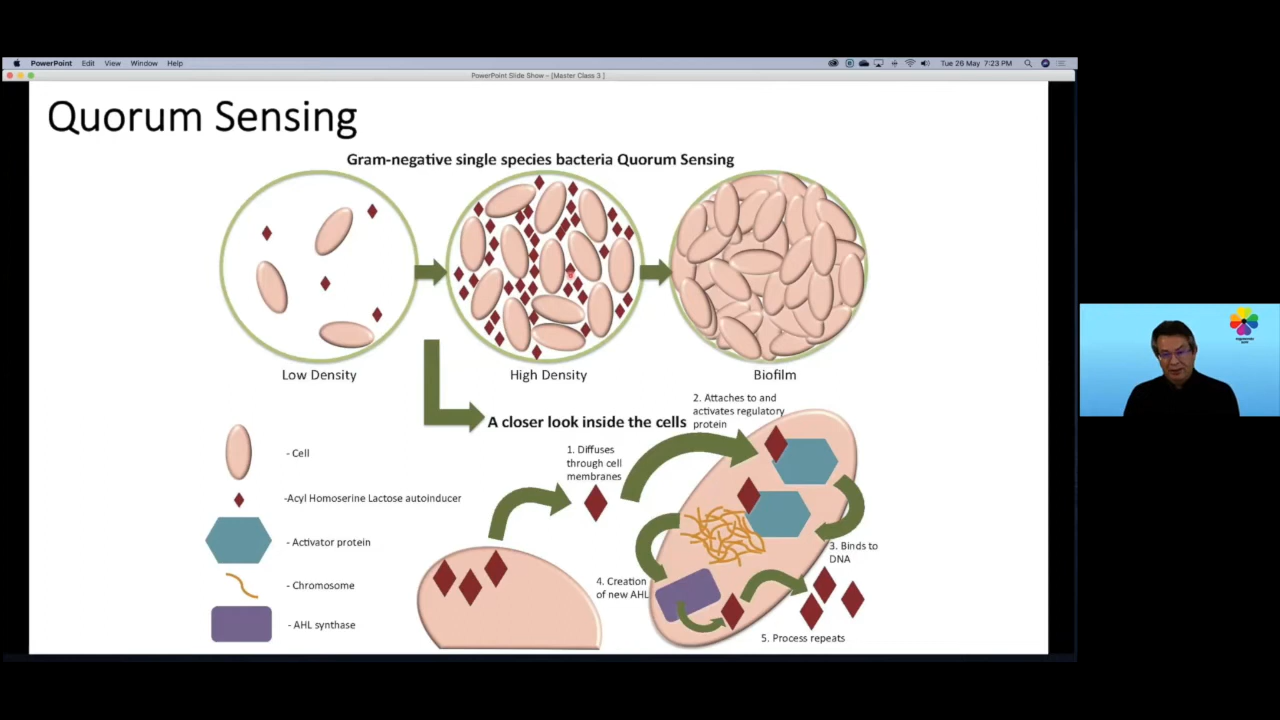 PowerPoint Edit View Window Help
Tue 26 May 7:23 PM
PowerPoint Slide Show - [Master Class 3 ]
Quorum Sensing
Gram-negative single species bacteria Quorum Sensing
Low Density
High Density
Biofilm
A closer look inside the cells
1. Diffuses
through cell
membranes
2. Attaches to and
activates regulatory
protein
3. Binds to
DNA
4. Creation
of new AHL
5. Process repeats
- Cell
-Acyl Homoserine Lactose autoinducer
- Activator protein
- Chromosome
- AHL synthase